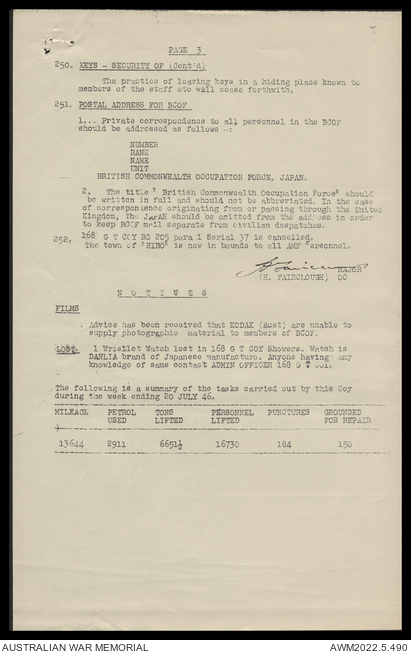 PAGE 3
250. KEYS - SECURITY OF (Cont'd)
The practice of leaving keys in a hiding place known to
members of the staff etc will cease forthwith.
251. POSTAL ADDRESS FOR BCOF
1... Private correspondence to all personnel in the BCOF
should be addressed as follows -:
NUMBER
RANK
NAME
UNIT
BRITISH COMMONWEALTH OCCUPATION FORCE, JAPAN.
2. The title " British Commonwealth Occupation Force" should
be written in full and should not be abbreviated. In the case
of correspondence originating from or passing through the United
Kingdom, the JAPAN should be omitted from the address in order
to keep BCOF mail separate from civilian despatches.
252, 168 G T COY RO 205 para 1 Serial 37 is cancelled.
The town of "HIRO" is now in bounds to all AMF Personnel.
MAJOR
(H. FAIRCLOUGH) OC
N O T I V E S
FILMS
Advice has been received that KODAK (Aust) are unable to
supply photographic material to members of BCOF.
LOST. 1 Wristlet Watch lost in 168 G T COY Showers. Watch is
DAHLIA brand of Japanese manufacture. Anyone having any
knowledge of same contact ADMIN OFFICER 168 G T COY.
The following is a summary of the tasks carried out by this Coy
during the week ending 20 JULY 46.
MILEAGE PETROL TONS PERSONNEL PUNCTURES GROUNDED
USED LIFTED LIFTED FOR REPAIR
13644 2911 6651½ 16730 184 150
AUSTRALIAN WAR MEMORIAL AWM2022.5.490